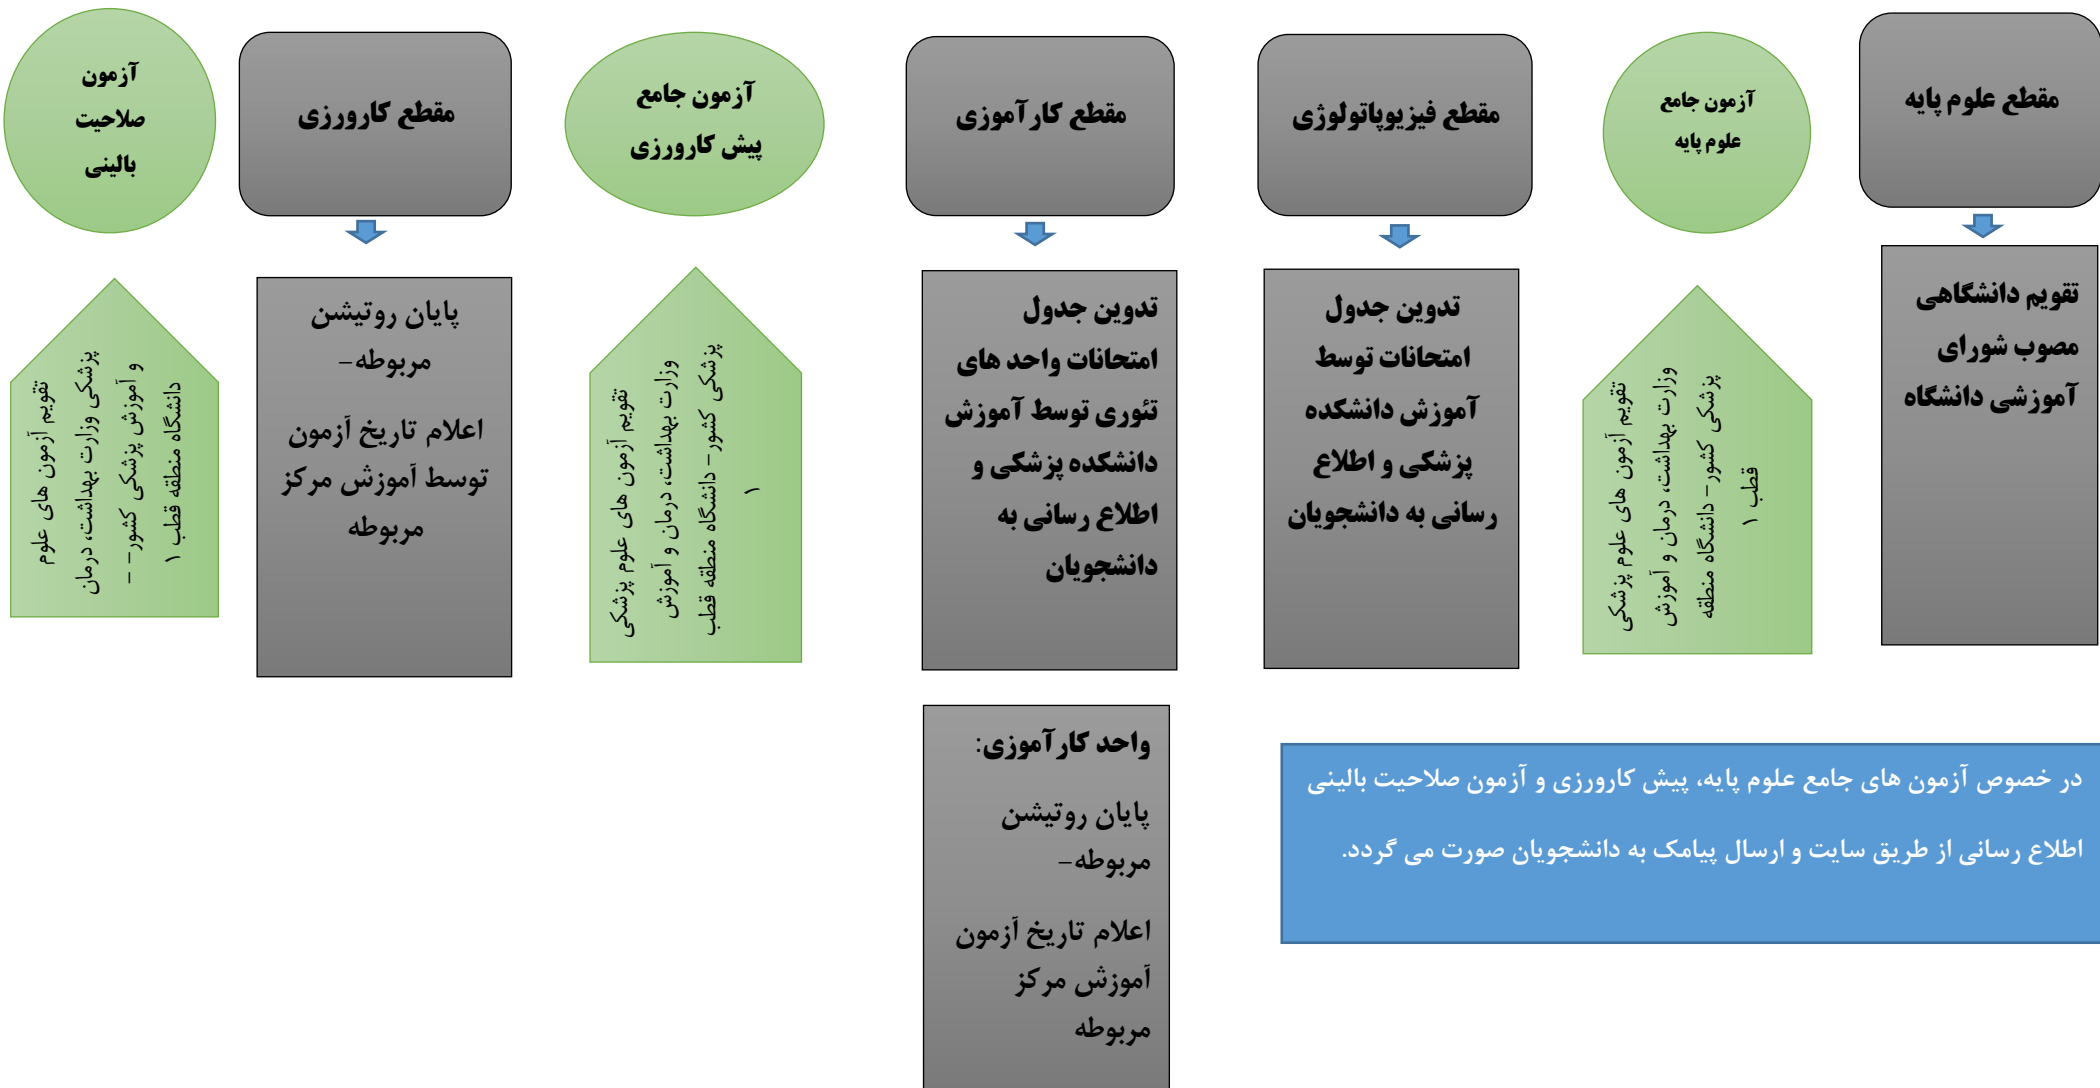 مقطع علوم پایه
آزمون جامع
علوم پایه
مقطع فیزیوپاتولوژی
مقطع کارآموزی
آزمون جامع
پیش کارورزی
مقطع کارورزی
آزمون
صلاحیت
بالینی
تقویم دانشگاهی
مصوب شورای
آموزشی دانشگاه
تقویم آزمون های علوم پزشکی
وزارت بهداشت، درمان و آموزش
پزشکی کشور- دانشگاه منطقه
قطب ۱
تدوین جدول
امتحانات توسط
آموزش دانشکده
پزشکی و اطلاع
رسانی به دانشجویان
تدوین جدول
امتحانات واحد های
تئوری توسط آموزش
دانشکده پزشکی و
اطلاع رسانی به
دانشجویان
تقویم آزمون های علوم پزشکی
وزارت بهداشت، درمان و آموزش
پزشکی کشور- دانشگاه منطقه قطب
۱
پایان روتیشن
مربوطه-
اعلام تاریخ آزمون
توسط آموزش مرکز
مربوطه
تقویم آزمون های علوم
پزشکی وزارت بهداشت، درمان
و آموزش پزشکی کشور- -
دانشگاه منطقه قطب ۱
واحد کارآموزی:
پایان روتیشن
مربوطه-
اعلام تاریخ آزمون
آموزش مرکز
مربوطه
در خصوص آزمون های جامع علوم پایه، پیش کارورزی و آزمون صلاحیت بالینی
اطلاع رسانی از طریق سایت و ارسال پیامک به دانشجویان صورت می گردد.